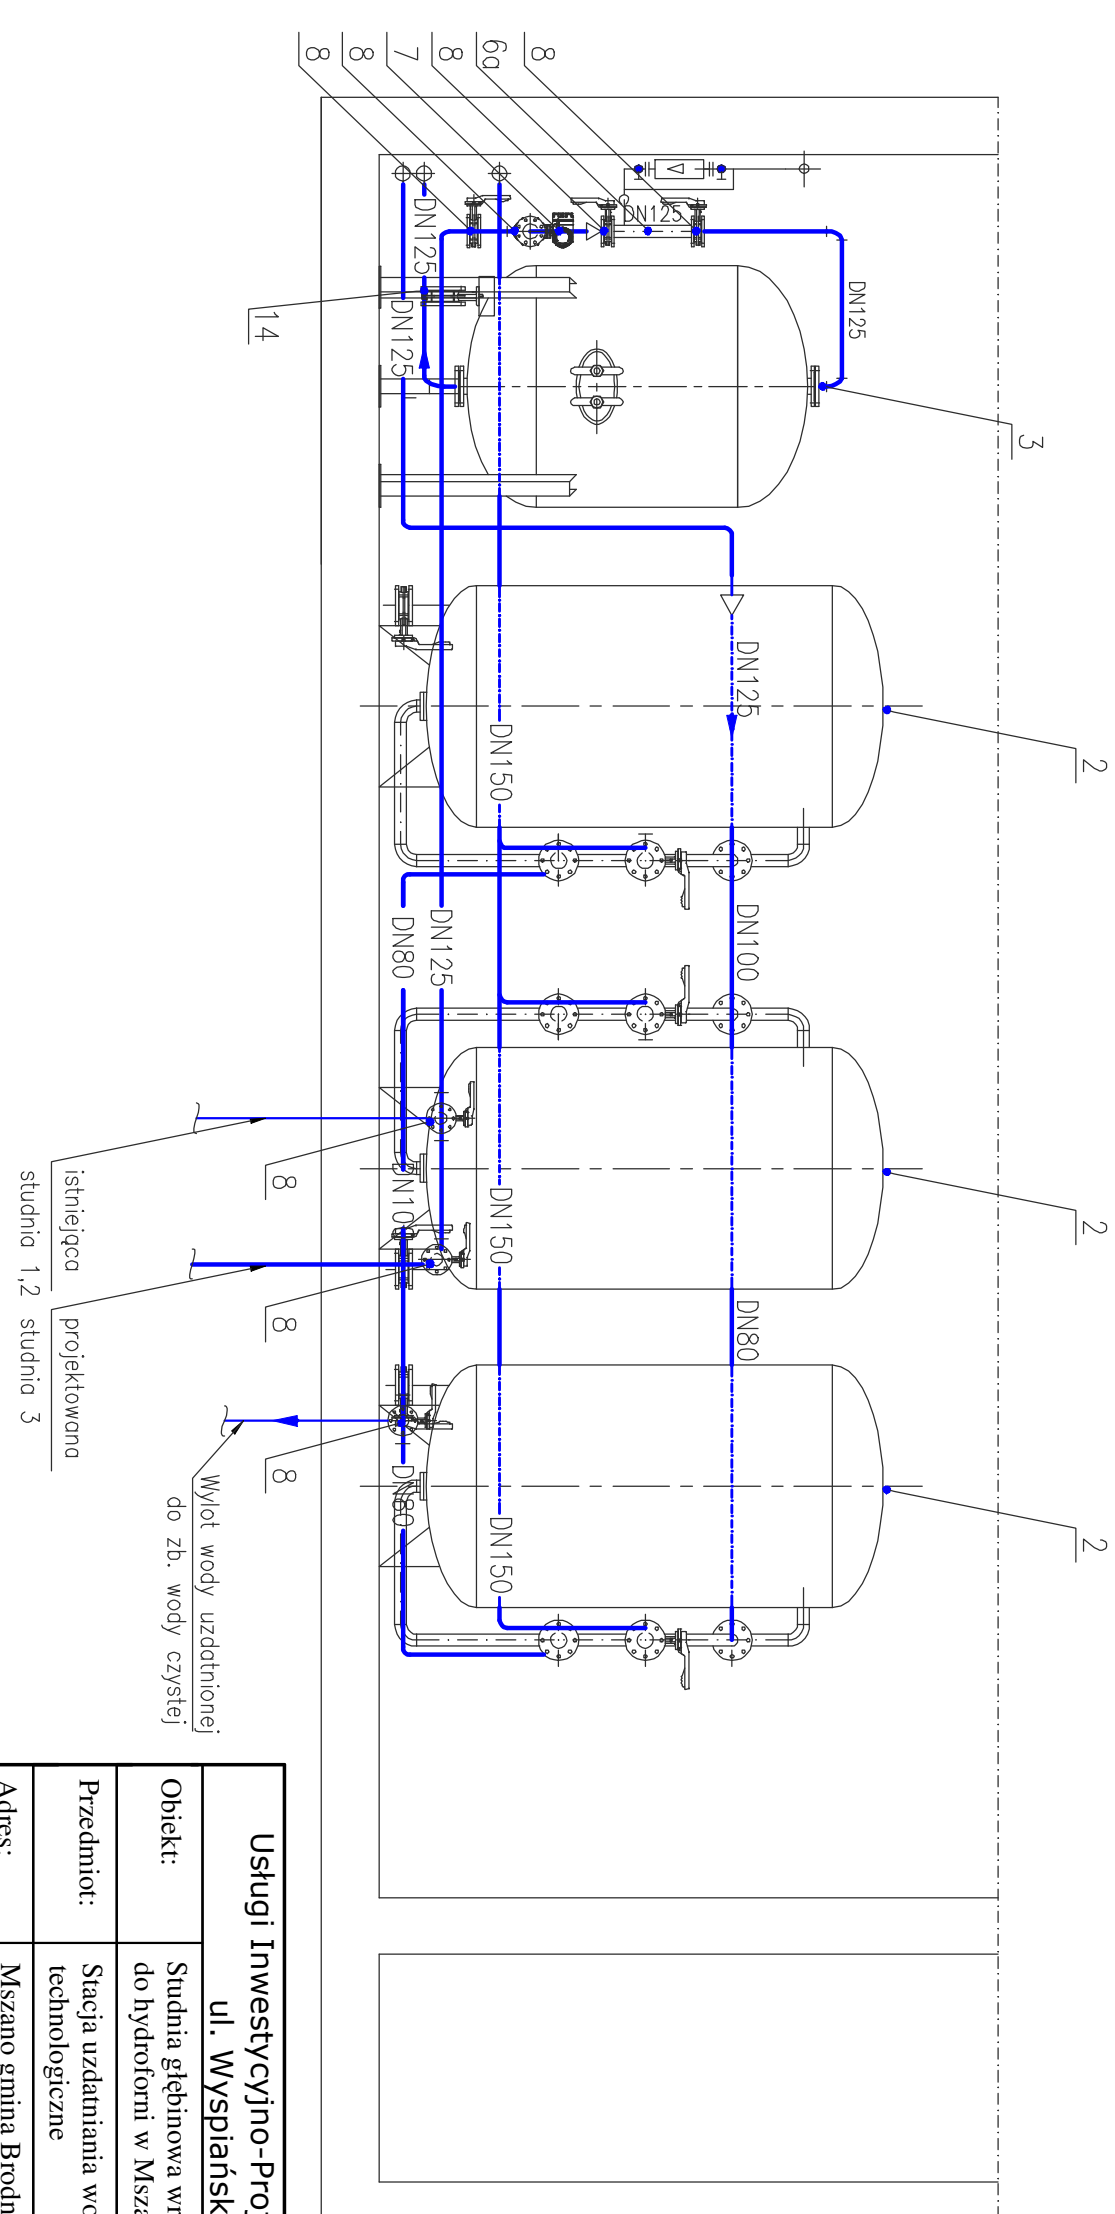 8
6a
8
7
8
8
14
3
2
2
2
DN125
DN125
DN125
DN125
DN125
DN150
DN100
DN125
DN80
DN150
N10
DN80
DN150
DN80
8
8
8
istniejąca
studnia 1,2
projektowana
studnia 3
Wylot wody uzdatnionej
do zb. wody czystej
Usługi Inwestycyjno-Proj
ul. Wyspiańsk
Obiekt:
Studnia głębinowa wr
do hydroforni w Msza
Przedmiot:
Stacja uzdatniania wo
technologiczne
Adres:
Mszano gmina Brodn